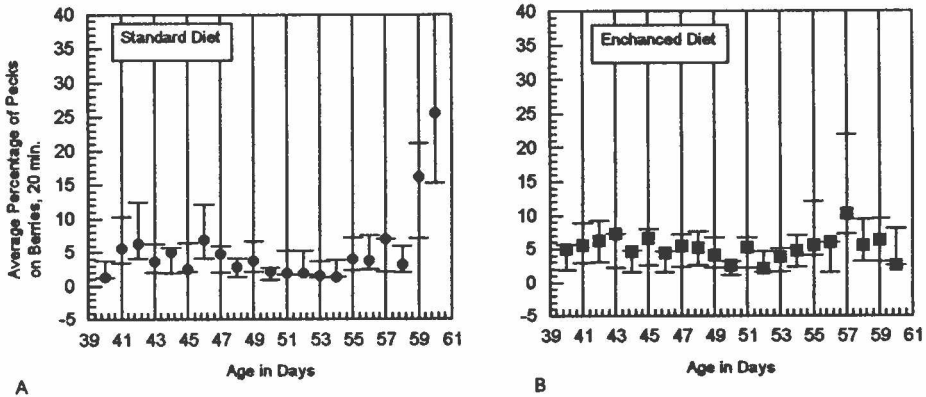 Average Percentage of Pecks
on Berries, 20 min.
40
35
30
25
20
15
10
5
0
-5
Standard Diet
39 41 43 45 47 49 51 53 55 57 59 61
Age in Days
A
40
35
30
25
20
15
10
5
0
-5
Enchanced Diet
39 41 43 45 47 49 51 53 55 57 59 61
Age in Days
B